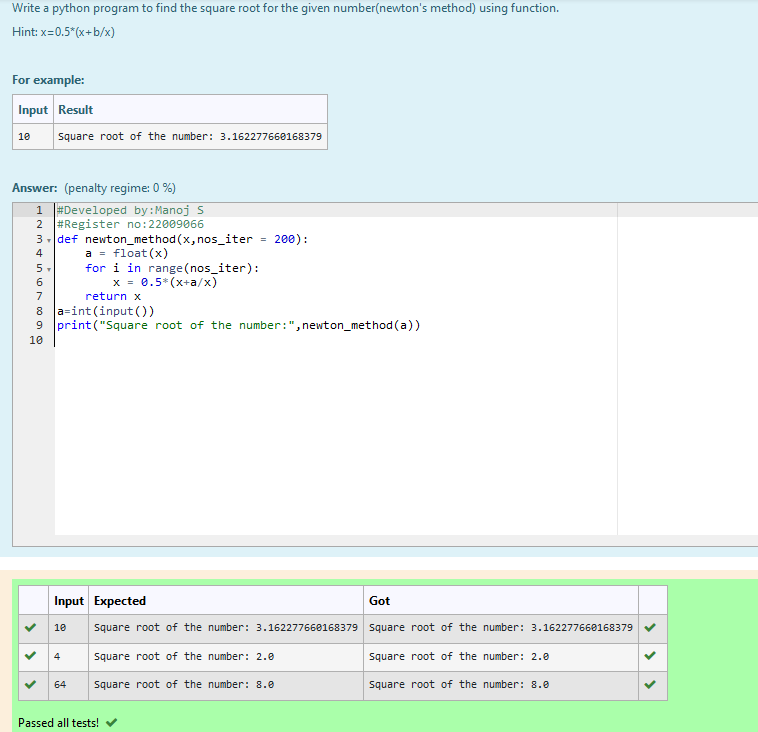 Write a python program to find the square root for the given number(newton's method) using function.
Hint: x=0.5*(x+b/x)
For example:
Input Result
10 Square root of the number: 3.162277660168379
Answer: (penalty regime: 0 %)
1 #Developed by:Manoj S
2 #Register no:22009066
3 def newton_method(x,nos_iter = 200):
4     a = float(x)
5     for i in range(nos_iter):
6         x = 0.5*(x+a/x)
7     return x
8 a=int(input())
9 print("Square root of the number:",newton_method(a))
10
Input Expected Got
10 Square root of the number: 3.162277660168379 Square root of the number: 3.162277660168379
4 Square root of the number: 2.0 Square root of the number: 2.0
64 Square root of the number: 8.0 Square root of the number: 8.0
Passed all tests!